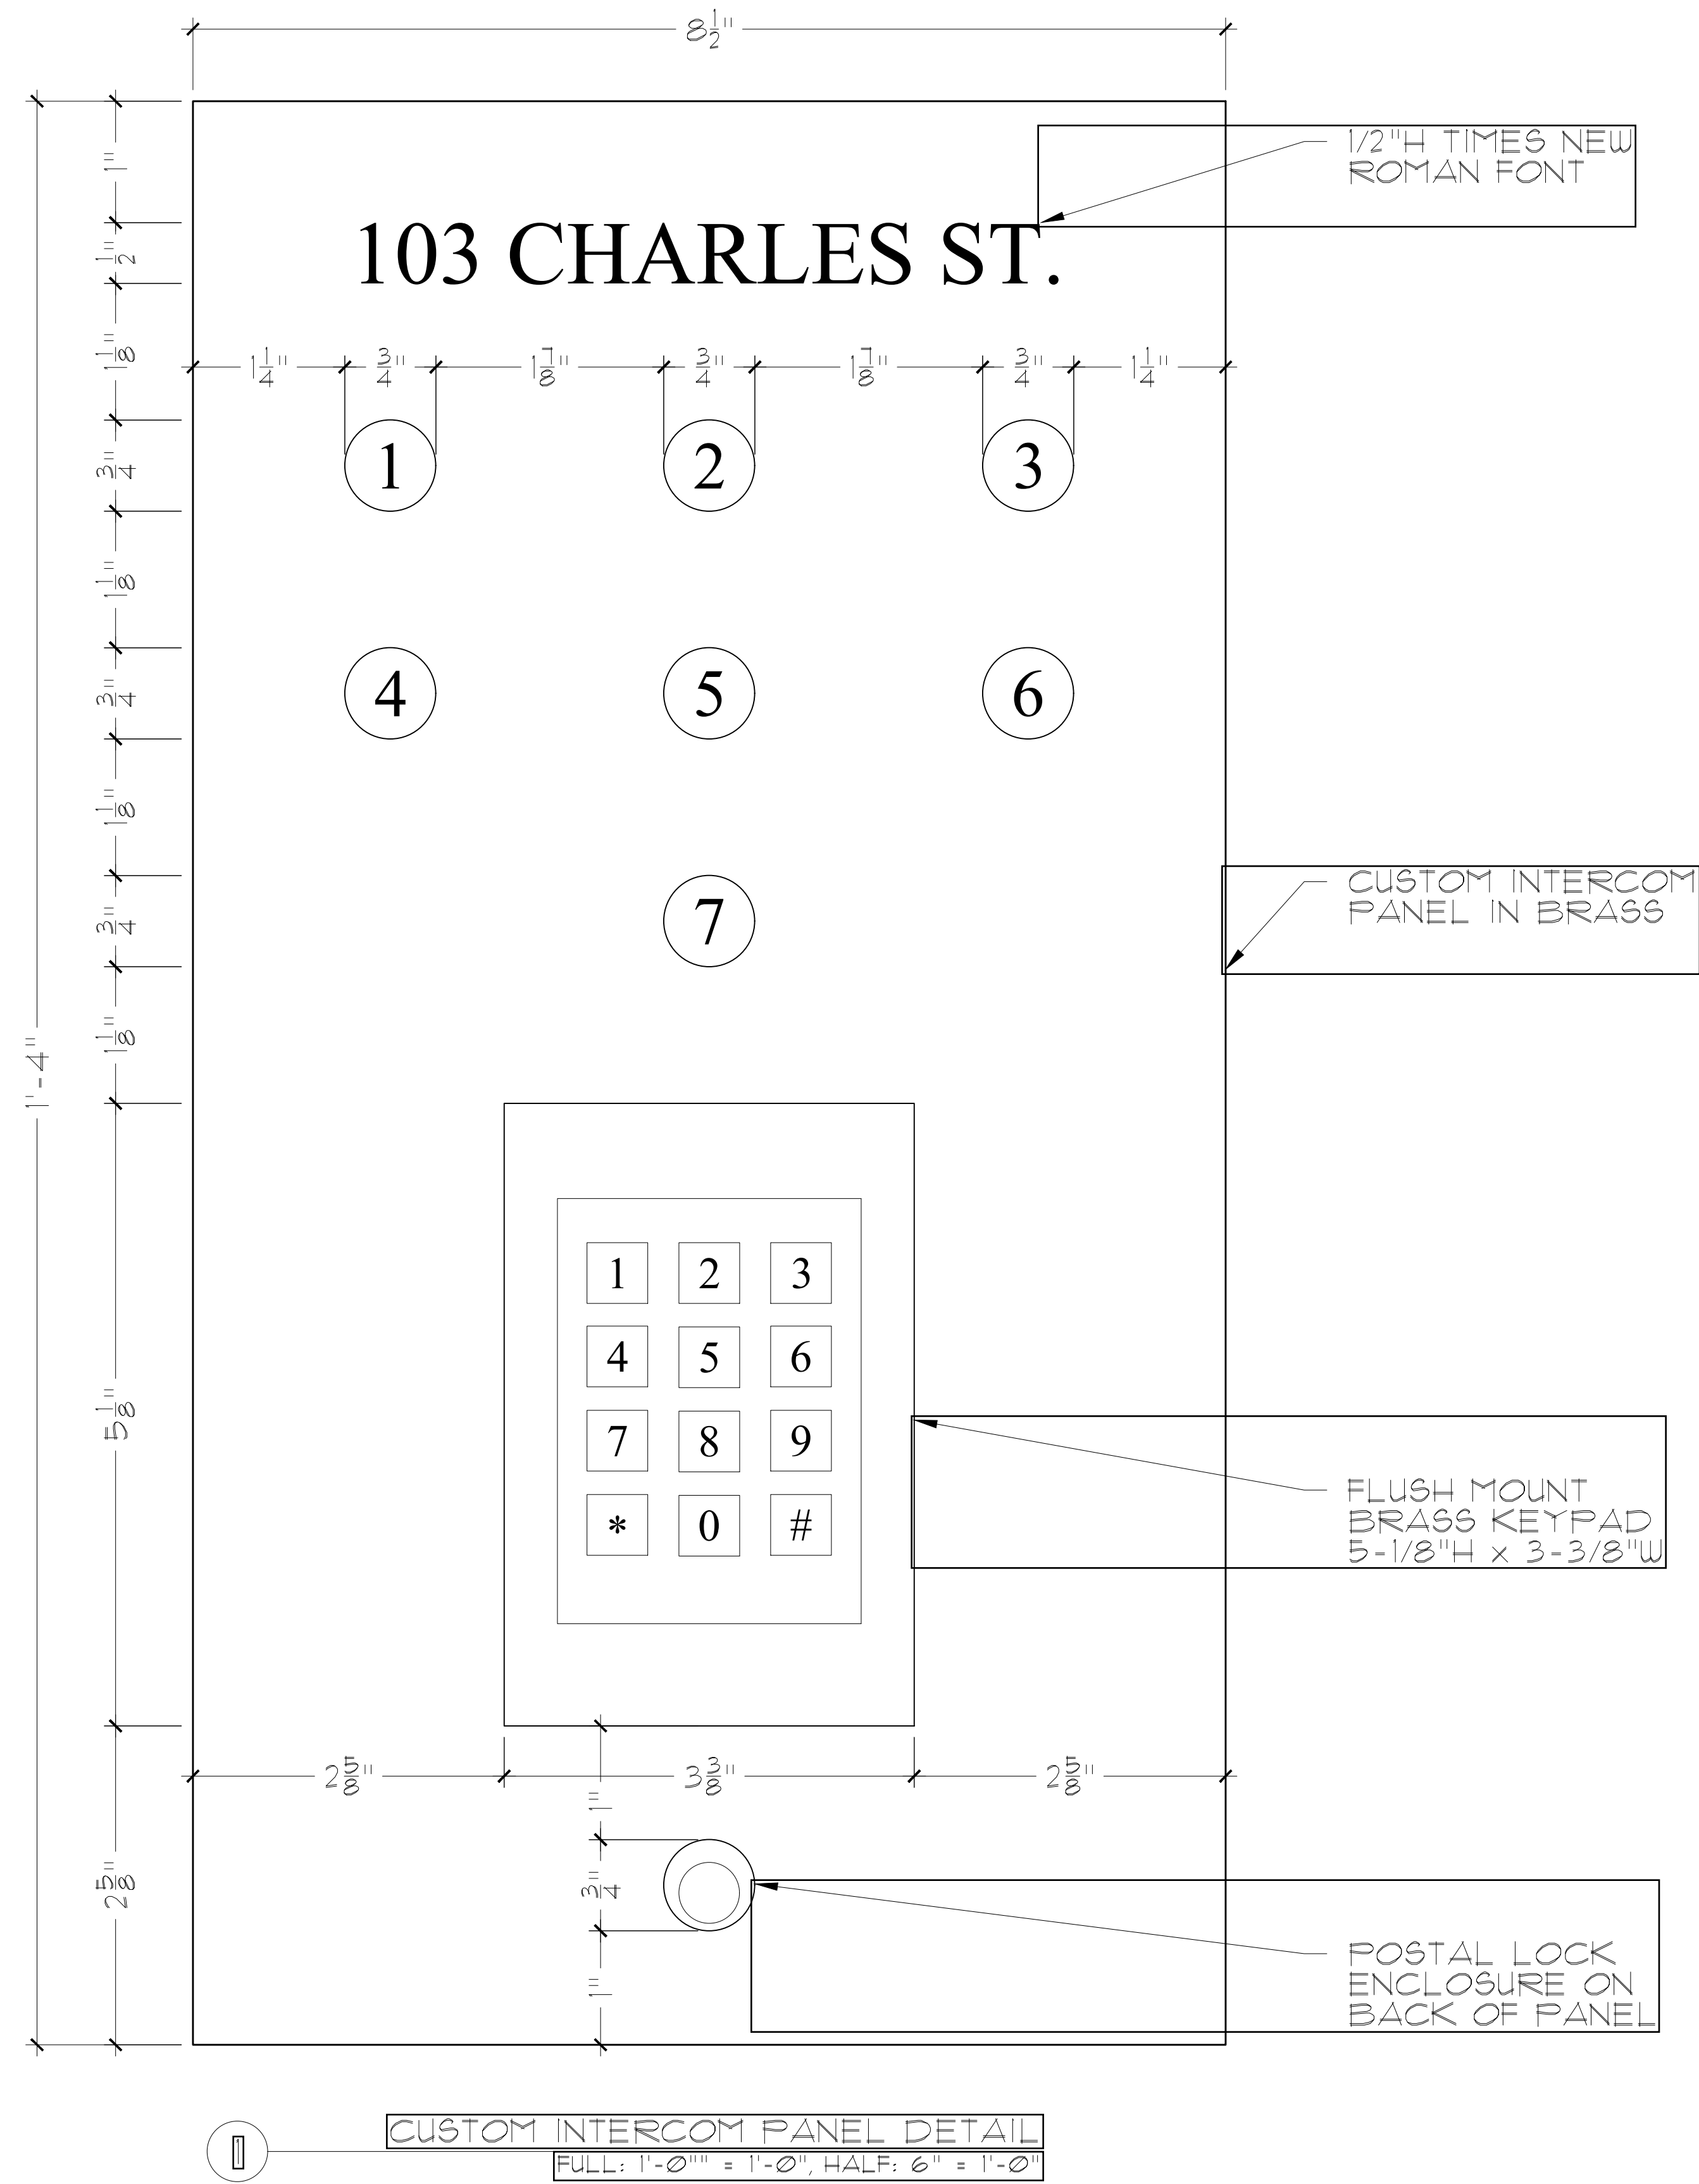 8 1/2"
1/2"H TIMES NEW
ROMAN FONT
1"
1/2"
103 CHARLES ST.
1 1/8"
1 1/4" 3/4" 1 7/8" 3/4" 1 7/8" 3/4" 1 1/4"
3/4"
1 2 3
1 1/8"
3/4"
4 5 6
1 1/8"
CUSTOM INTERCOM
PANEL IN BRASS
3/4"
7
1 1/8"
1'-4"
1 2 3
4 5 6
5 1/8"
7 8 9
* 0 #
FLUSH MOUNT
BRASS KEYPAD
5-1/8"H x 3-3/8"W
2 5/8" 3 3/8" 2 5/8"
1"
2 5/8"
3/4"
1"
POSTAL LOCK
ENCLOSURE ON
BACK OF PANEL
1
CUSTOM INTERCOM PANEL DETAIL
FULL: 1'-0"" = 1'-0", HALF: 6" = 1'-0"